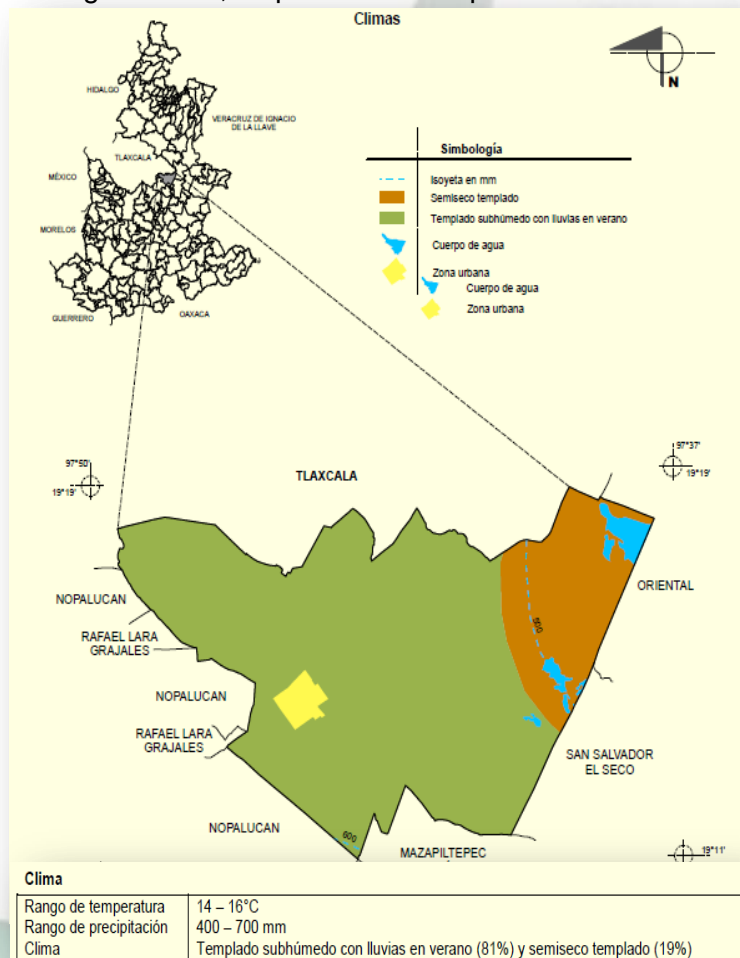 Climas
N
HIDALGO
VERACRUZ DE IGNACIO
DE LA LLAVE
TLAXCALA
MÉXICO
MORELOS
GUERRERO
OAXACA
Simbología
Isoyeta en mm
Semiseco templado
Templado subhúmedo con lluvias en verano
Cuerpo de agua
Zona urbana
Cuerpo de agua
Zona urbana
97°50'
19°19'
TLAXCALA
97°37'
19°19'
NOPALUCAN
RAFAEL LARA
GRAJALES
NOPALUCAN
RAFAEL LARA
GRAJALES
NOPALUCAN
500
ORIENTAL
SAN SALVADOR
EL SECO
600
MAZAPILTEPEC
19°11'
Clima
Rango de temperatura 14 – 16°C
Rango de precipitación 400 – 700 mm
Clima Templado subhúmedo con lluvias en verano (81%) y semiseco templado (19%)